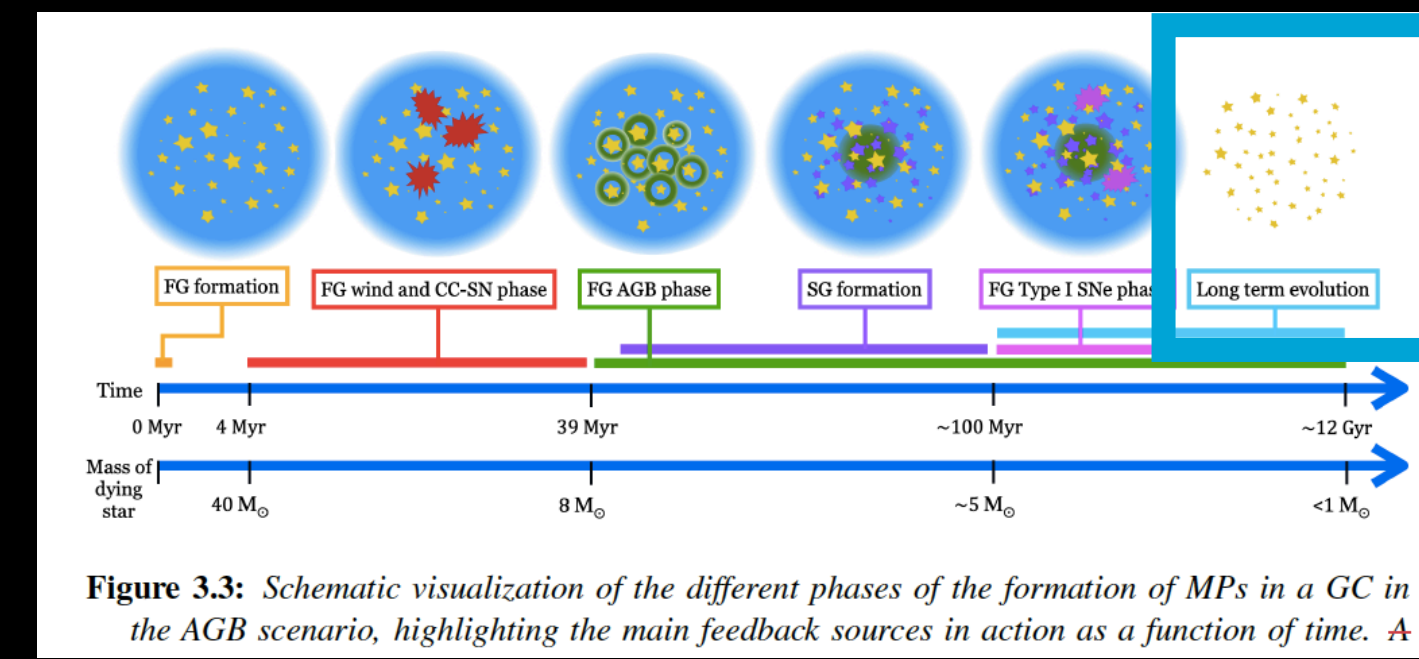 FG formation
FG wind and CC-SN phase
FG AGB phase
SG formation
FG Type I SNe phas
Long term evolution
Time
0 Myr
4 Myr
39 Myr
~100 Myr
~12 Gyr
Mass of
dying
star
40 M☉
8 M☉
~5 M☉
<1 M☉
Figure 3.3: Schematic visualization of the different phases of the formation of MPs in a GC in
the AGB scenario, highlighting the main feedback sources in action as a function of time. A